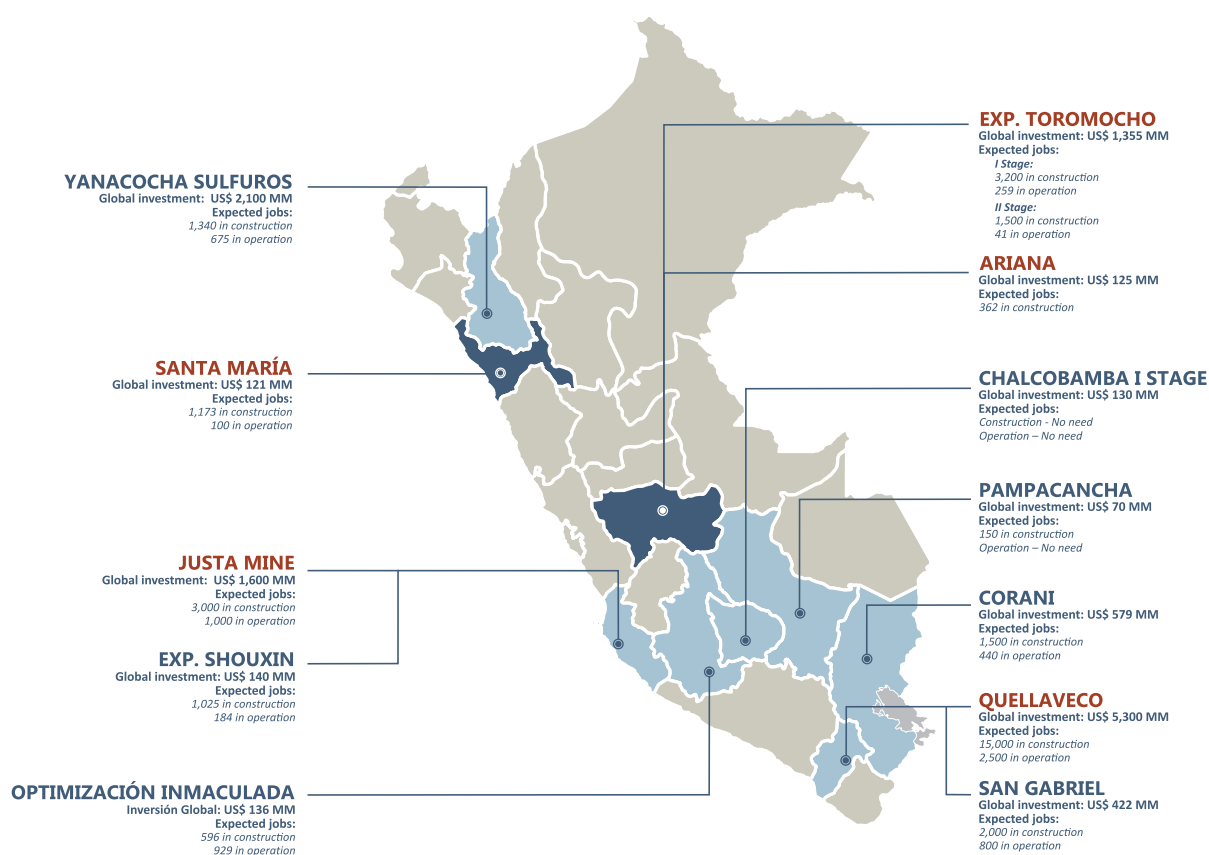 YANACOCHA SULFUROS
Global investment:  US$ 2,100 MM
Expected jobs:
1,340 in construction
675 in operation
SANTA MARÍA
Global investment: US$ 121 MM
Expected jobs:
1,173 in construction
100 in operation
JUSTA MINE
Global investment:  US$ 1,600 MM
Expected jobs:
3,000 in construction
1,000 in operation
EXP. SHOUXIN
Global investment: US$ 140 MM
Expected jobs:
1,025 in construction
184 in operation
OPTIMIZACIÓN INMACULADA
Inversión Global: US$ 136 MM
Expected jobs:
596 in construction
929 in operation
EXP. TOROMOCHO
Global investment: US$ 1,355 MM
Expected jobs:
I Stage:
3,200 in construction
259 in operation
II Stage:
1,500 in construction
41 in operation
ARIANA
Global investment: US$ 125 MM
Expected jobs:
362 in construction
CHALCOBAMBA I STAGE
Global investment: US$ 130 MM
Expected jobs:
Construction - No need
Operation – No need
PAMPACANCHA
Global investment: US$ 70 MM
Expected jobs:
150 in construction
Operation – No need
CORANI
Global investment: US$ 579 MM
Expected jobs:
1,500 in construction
440 in operation
QUELLAVECO
Global investment: US$ 5,300 MM
Expected jobs:
15,000 in construction
2,500 in operation
SAN GABRIEL
Global investment: US$ 422 MM
Expected jobs:
2,000 in construction
800 in operation